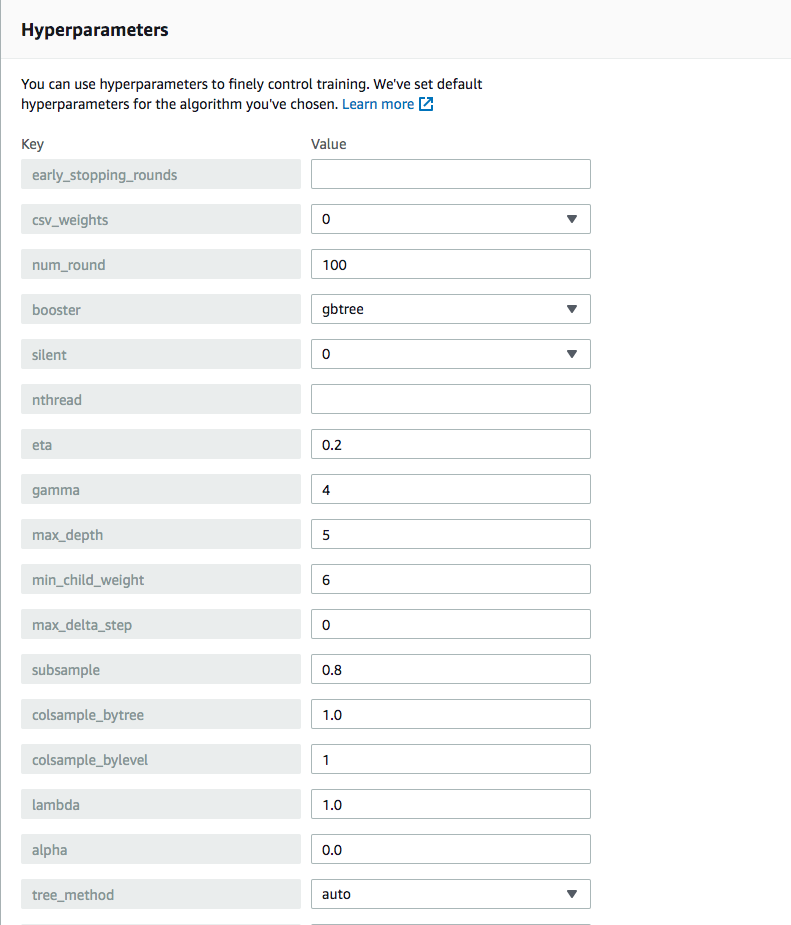 Hyperparameters
You can use hyperparameters to finely control training. We've set default
hyperparameters for the algorithm you've chosen. Learn more
Key Value
early_stopping_rounds
csv_weights 0
num_round 100
booster gbtree
silent 0
nthread
eta 0.2
gamma 4
max_depth 5
min_child_weight 6
max_delta_step 0
subsample 0.8
colsample_bytree 1.0
colsample_bylevel 1
lambda 1.0
alpha 0.0
tree_method auto